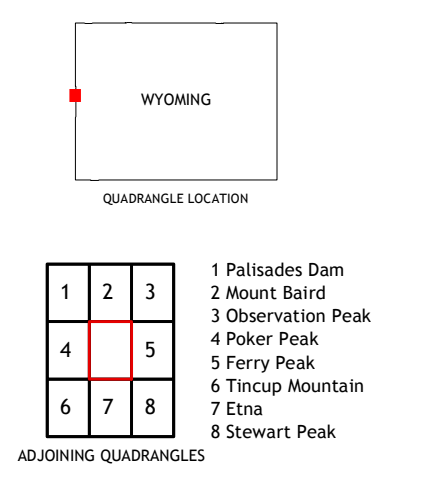 WYOMING
QUADRANGLE LOCATION
1 2 3
4 5
6 7 8
ADJOINING QUADRANGLES
1 Palisades Dam
2 Mount Baird
3 Observation Peak
4 Poker Peak
5 Ferry Peak
6 Tincup Mountain
7 Etna
8 Stewart Peak